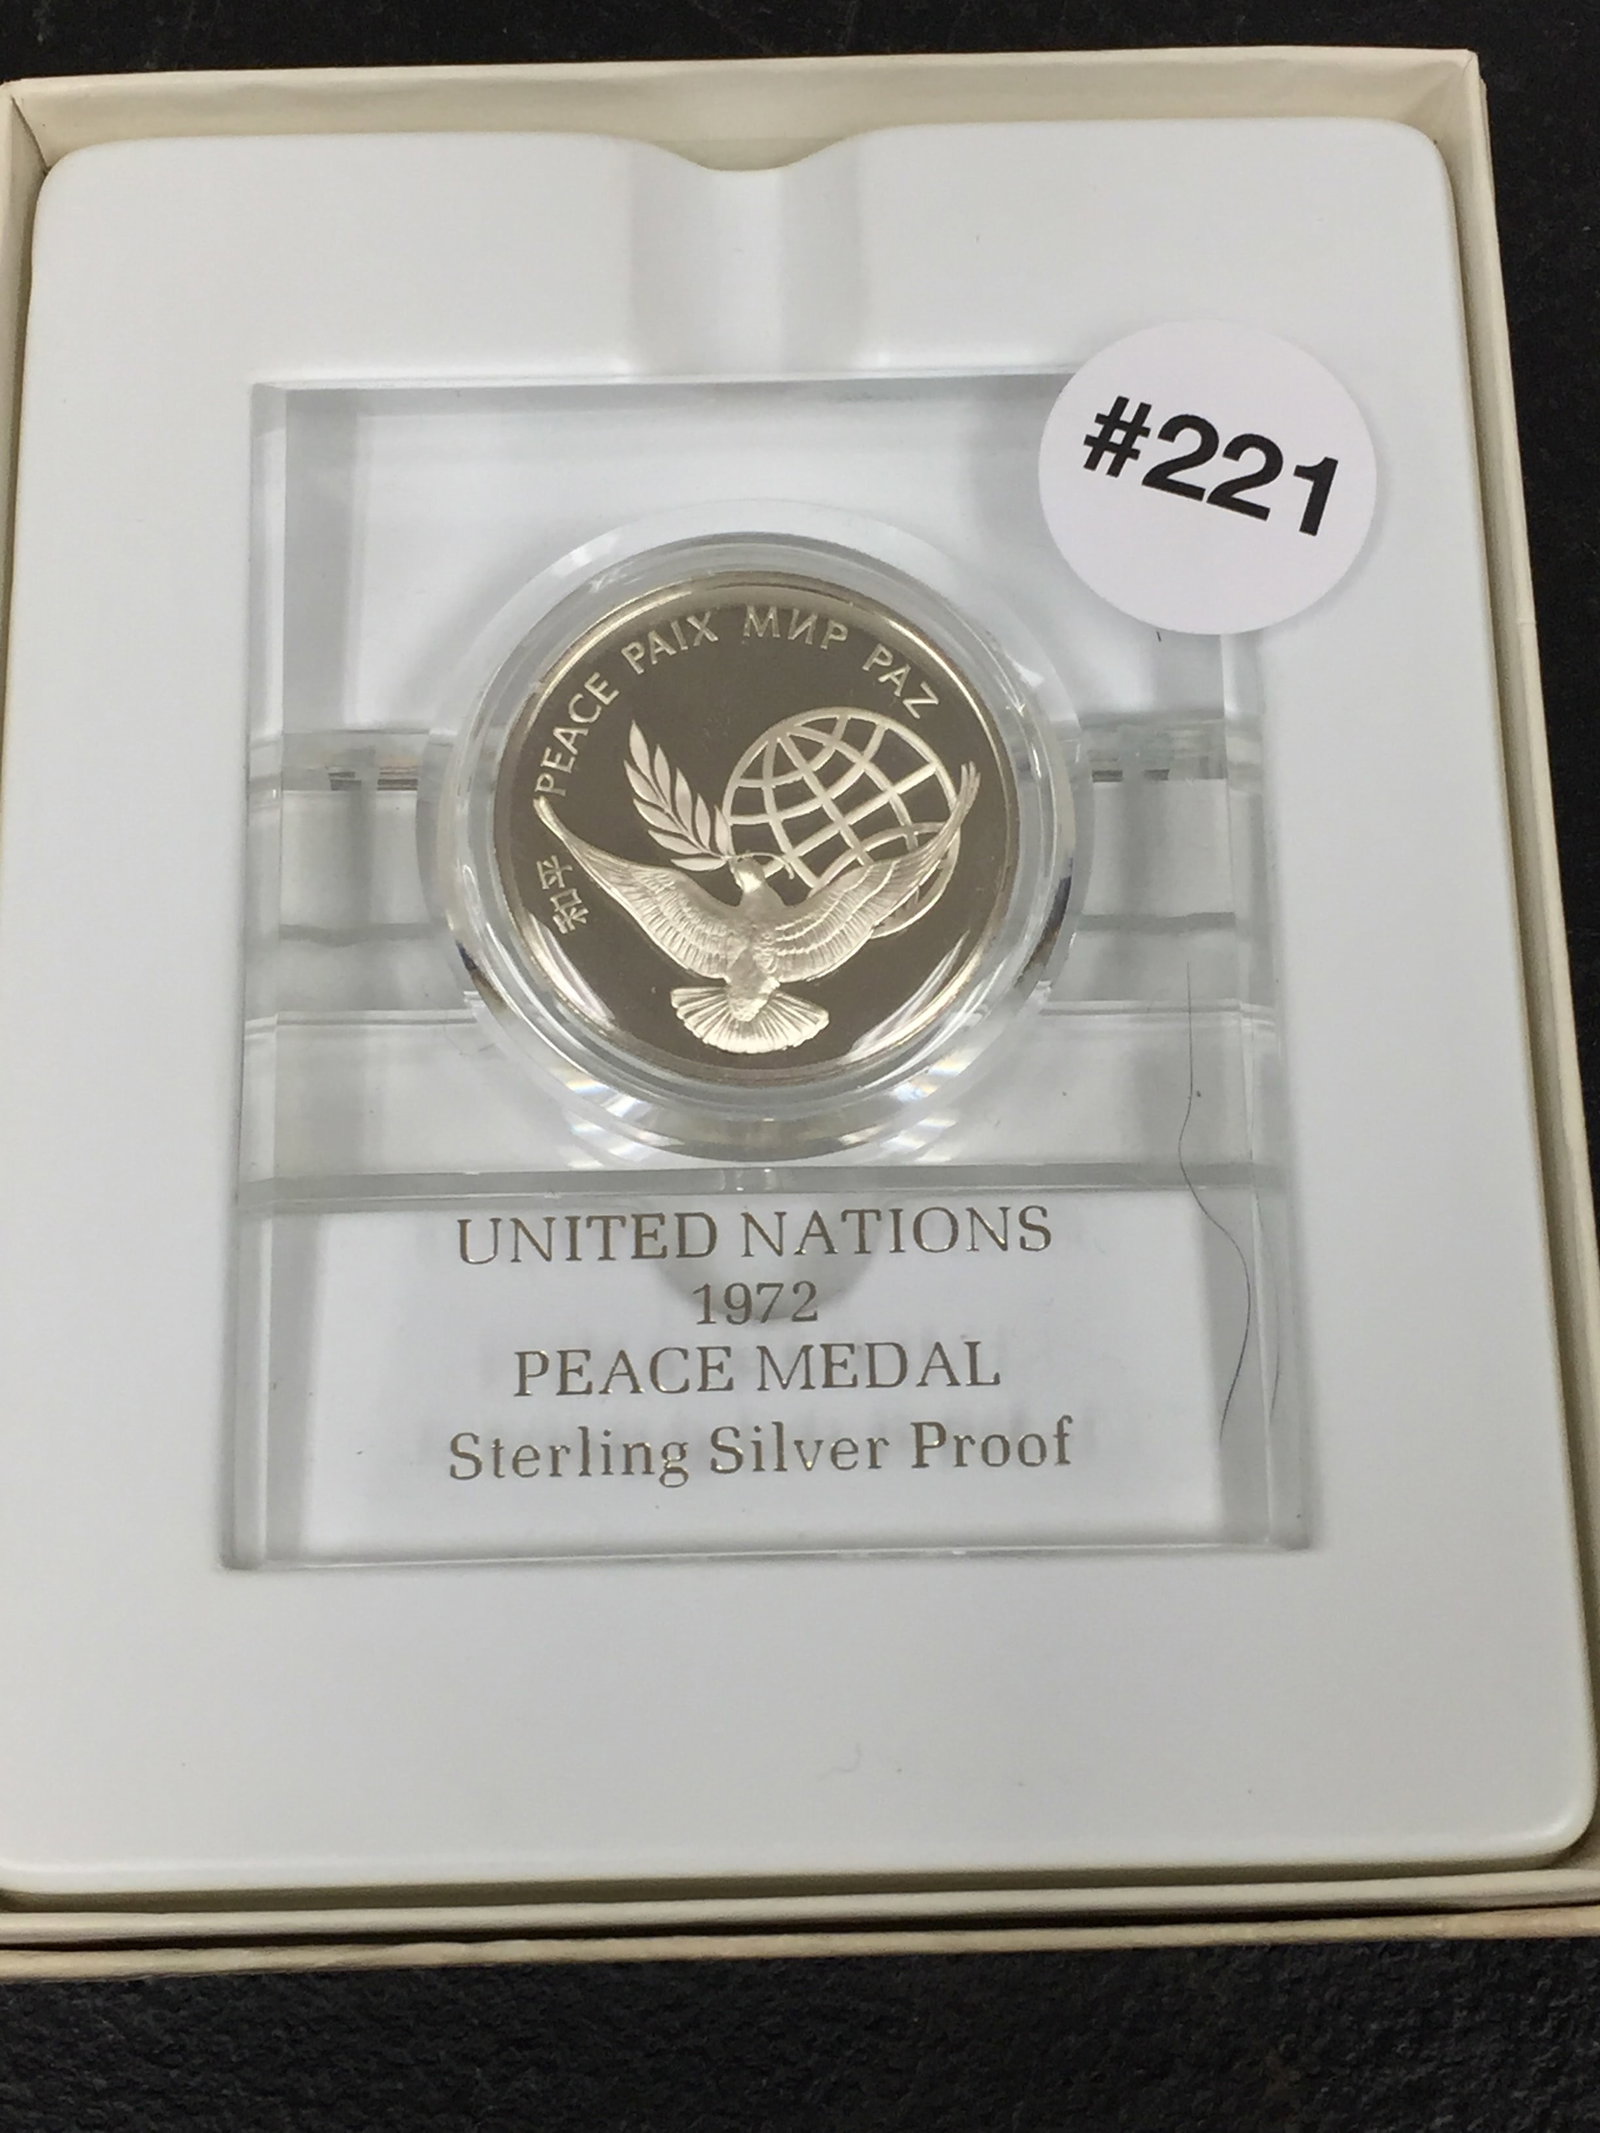 #221
和平 PEACE PAIX МИР PAZ
UNITED NATIONS
1972
PEACE MEDAL
Sterling Silver Proof